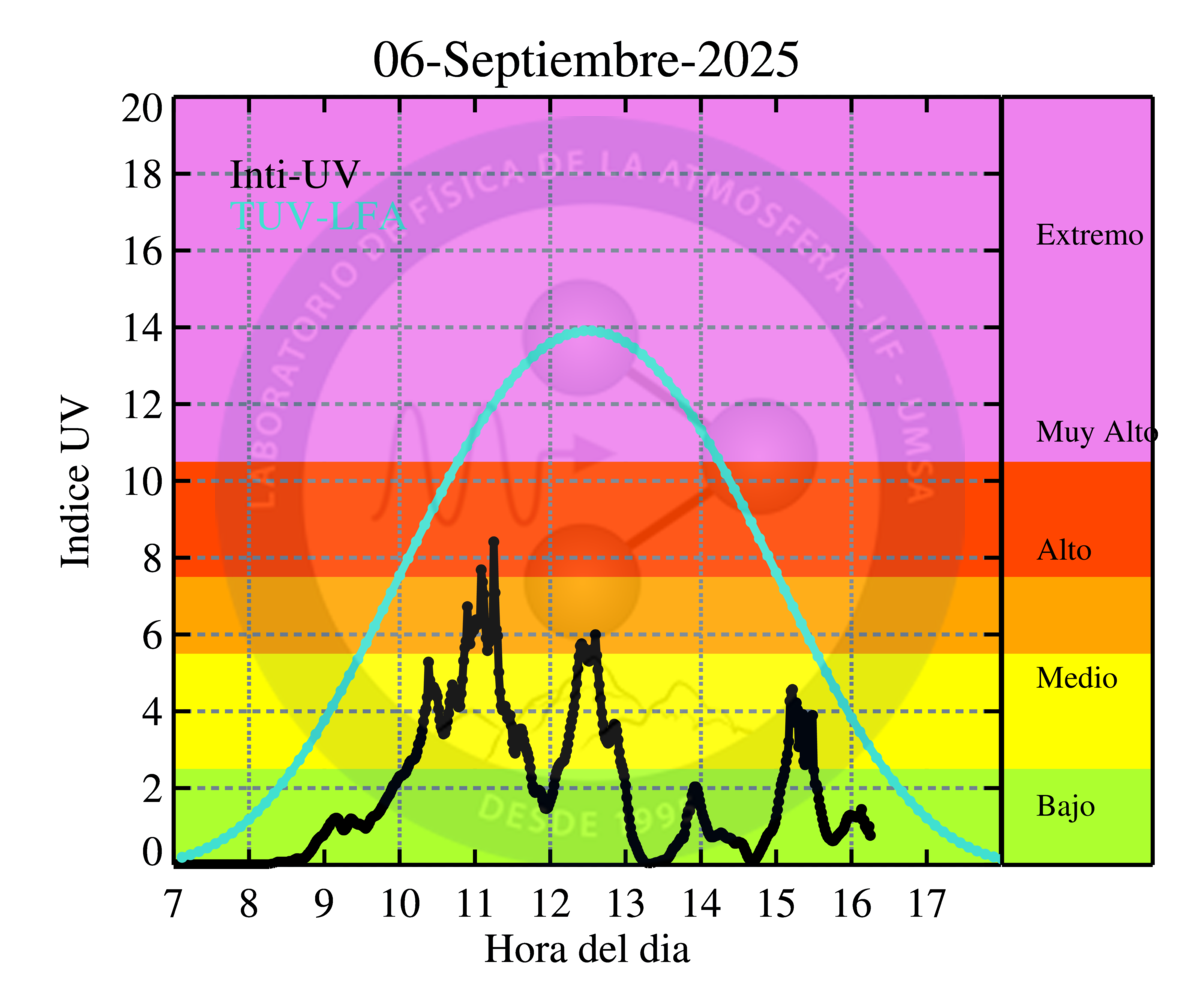 06-Septiembre-2025
Inti-UV
TUV-LFA
LABORATORIO DE FÍSICA DE LA ATMÓSFERA - IIF - UMSA
DESDE 1995
Indice UV
20
18
16
14
12
10
8
6
4
2
0
Extremo
Muy Alto
Alto
Medio
Bajo
7 8 9 10 11 12 13 14 15 16 17
Hora del dia